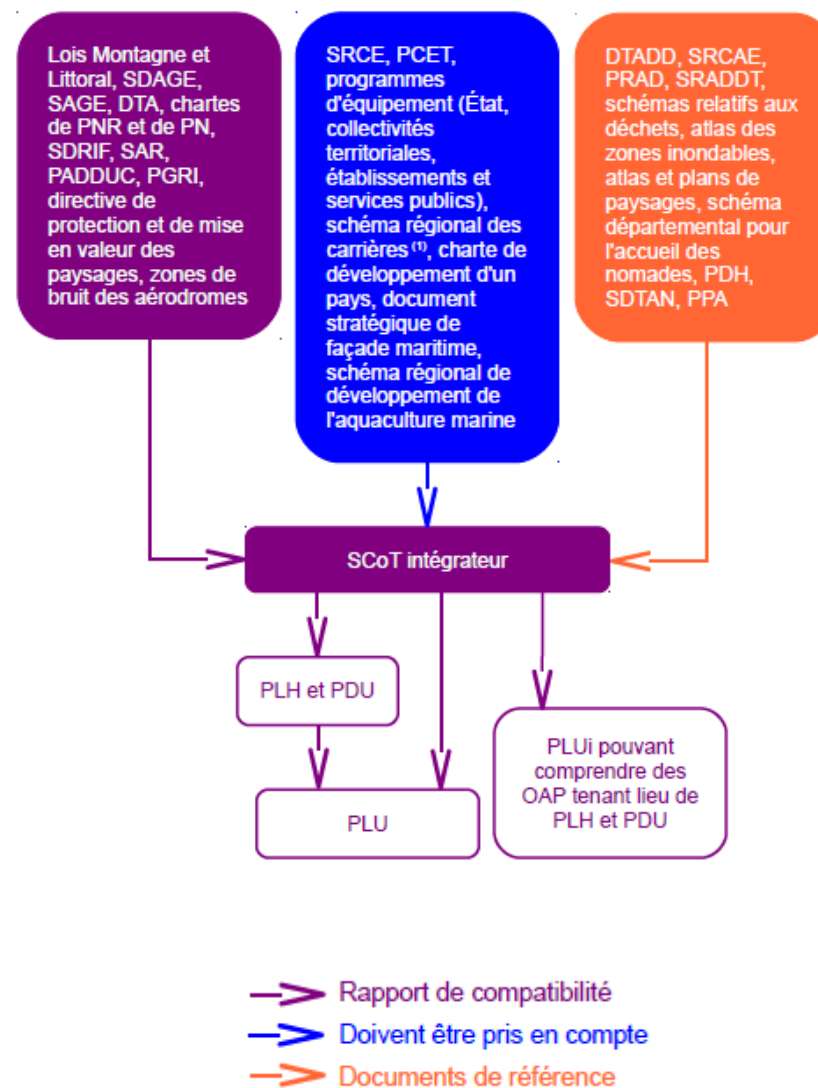 Lois Montagne et
Littoral, SDAGE,
SAGE, DTA, chartes
de PNR et de PN,
SDRIF, SAR,
PADDUC, PGRI,
directive de
protection et de mise
en valeur des
paysages, zones de
bruit des aérodromes
SRCE, PCET,
programmes
d'équipement (État,
collectivités
territoriales,
établissements et
services publics),
schéma régional des
carrières (1), charte de
développement d'un
pays, document
stratégique de
façade maritime,
schéma régional de
développement de
l'aquaculture marine
DTADD, SRCAE,
PRAD, SRADDT,
schémas relatifs aux
déchets, atlas des
zones inondables,
atlas et plans de
paysages, schéma
départemental pour
l'accueil des
nomades, PDH,
SDTAN, PPA
SCoT intégrateur
PLH et PDU
PLU
PLUi pouvant
comprendre des
OAP tenant lieu de
PLH et PDU
Rapport de compatibilité
Doivent être pris en compte
Documents de référence